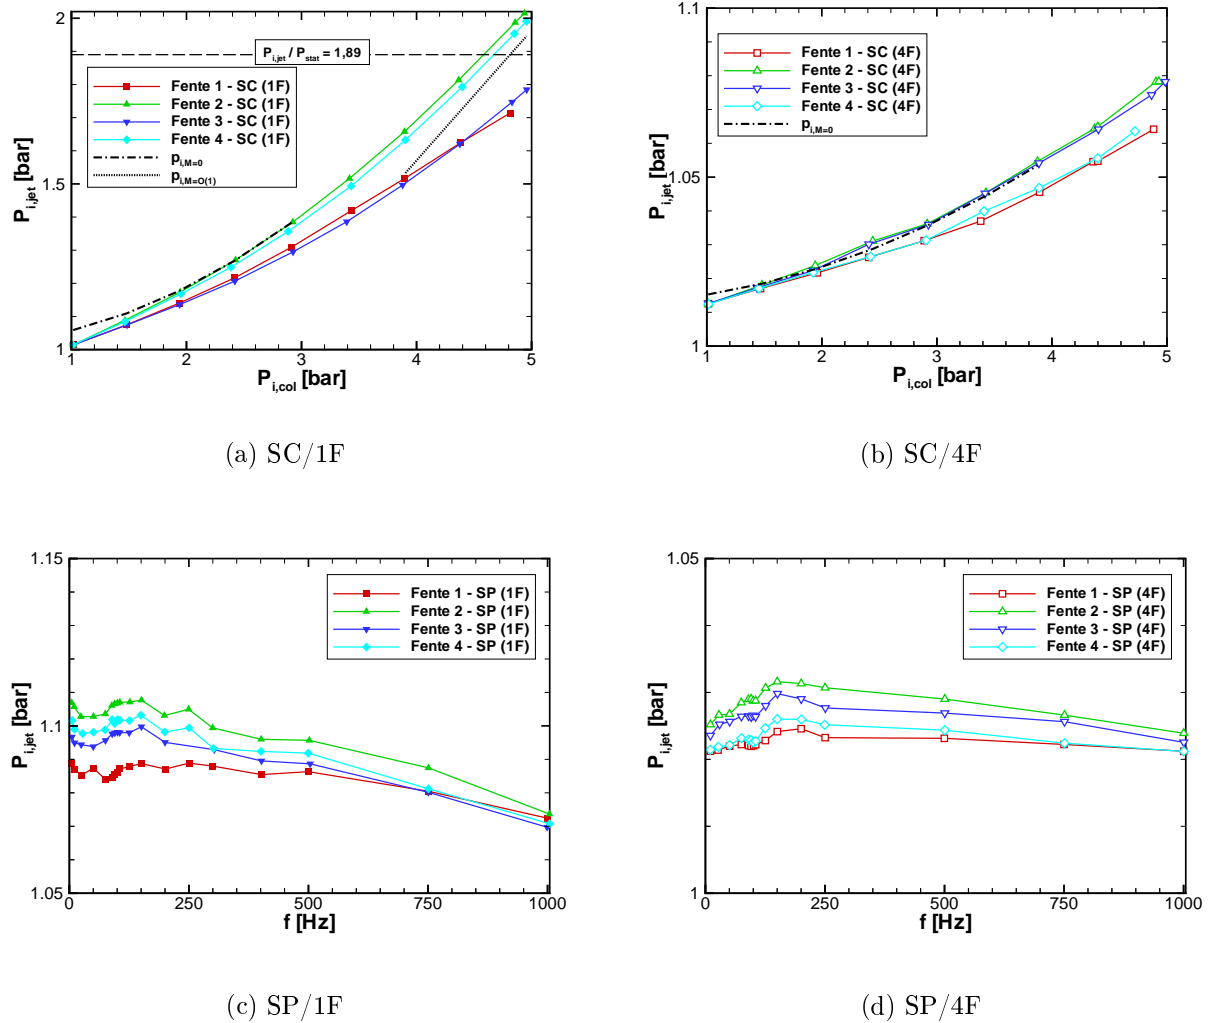 2
P_i,jet / P_stat = 1,89
Fente 1 - SC (1F)
Fente 2 - SC (1F)
Fente 3 - SC (1F)
Fente 4 - SC (1F)
p_i,M=0
p_i,M=O(1)
1.5
1
P_i,jet [bar]
1 2 3 4 5
P_i,col [bar]
(a) SC/1F
1.1
Fente 1 - SC (4F)
Fente 2 - SC (4F)
Fente 3 - SC (4F)
Fente 4 - SC (4F)
p_i,M=0
1.05
1
P_i,jet [bar]
1 2 3 4 5
P_i,col [bar]
(b) SC/4F
1.15
Fente 1 - SP (1F)
Fente 2 - SP (1F)
Fente 3 - SP (1F)
Fente 4 - SP (1F)
1.1
1.05
P_i,jet [bar]
0 250 500 750 1000
f [Hz]
(c) SP/1F
1.05
Fente 1 - SP (4F)
Fente 2 - SP (4F)
Fente 3 - SP (4F)
Fente 4 - SP (4F)
1
P_i,jet [bar]
0 250 500 750 1000
f [Hz]
(d) SP/4F